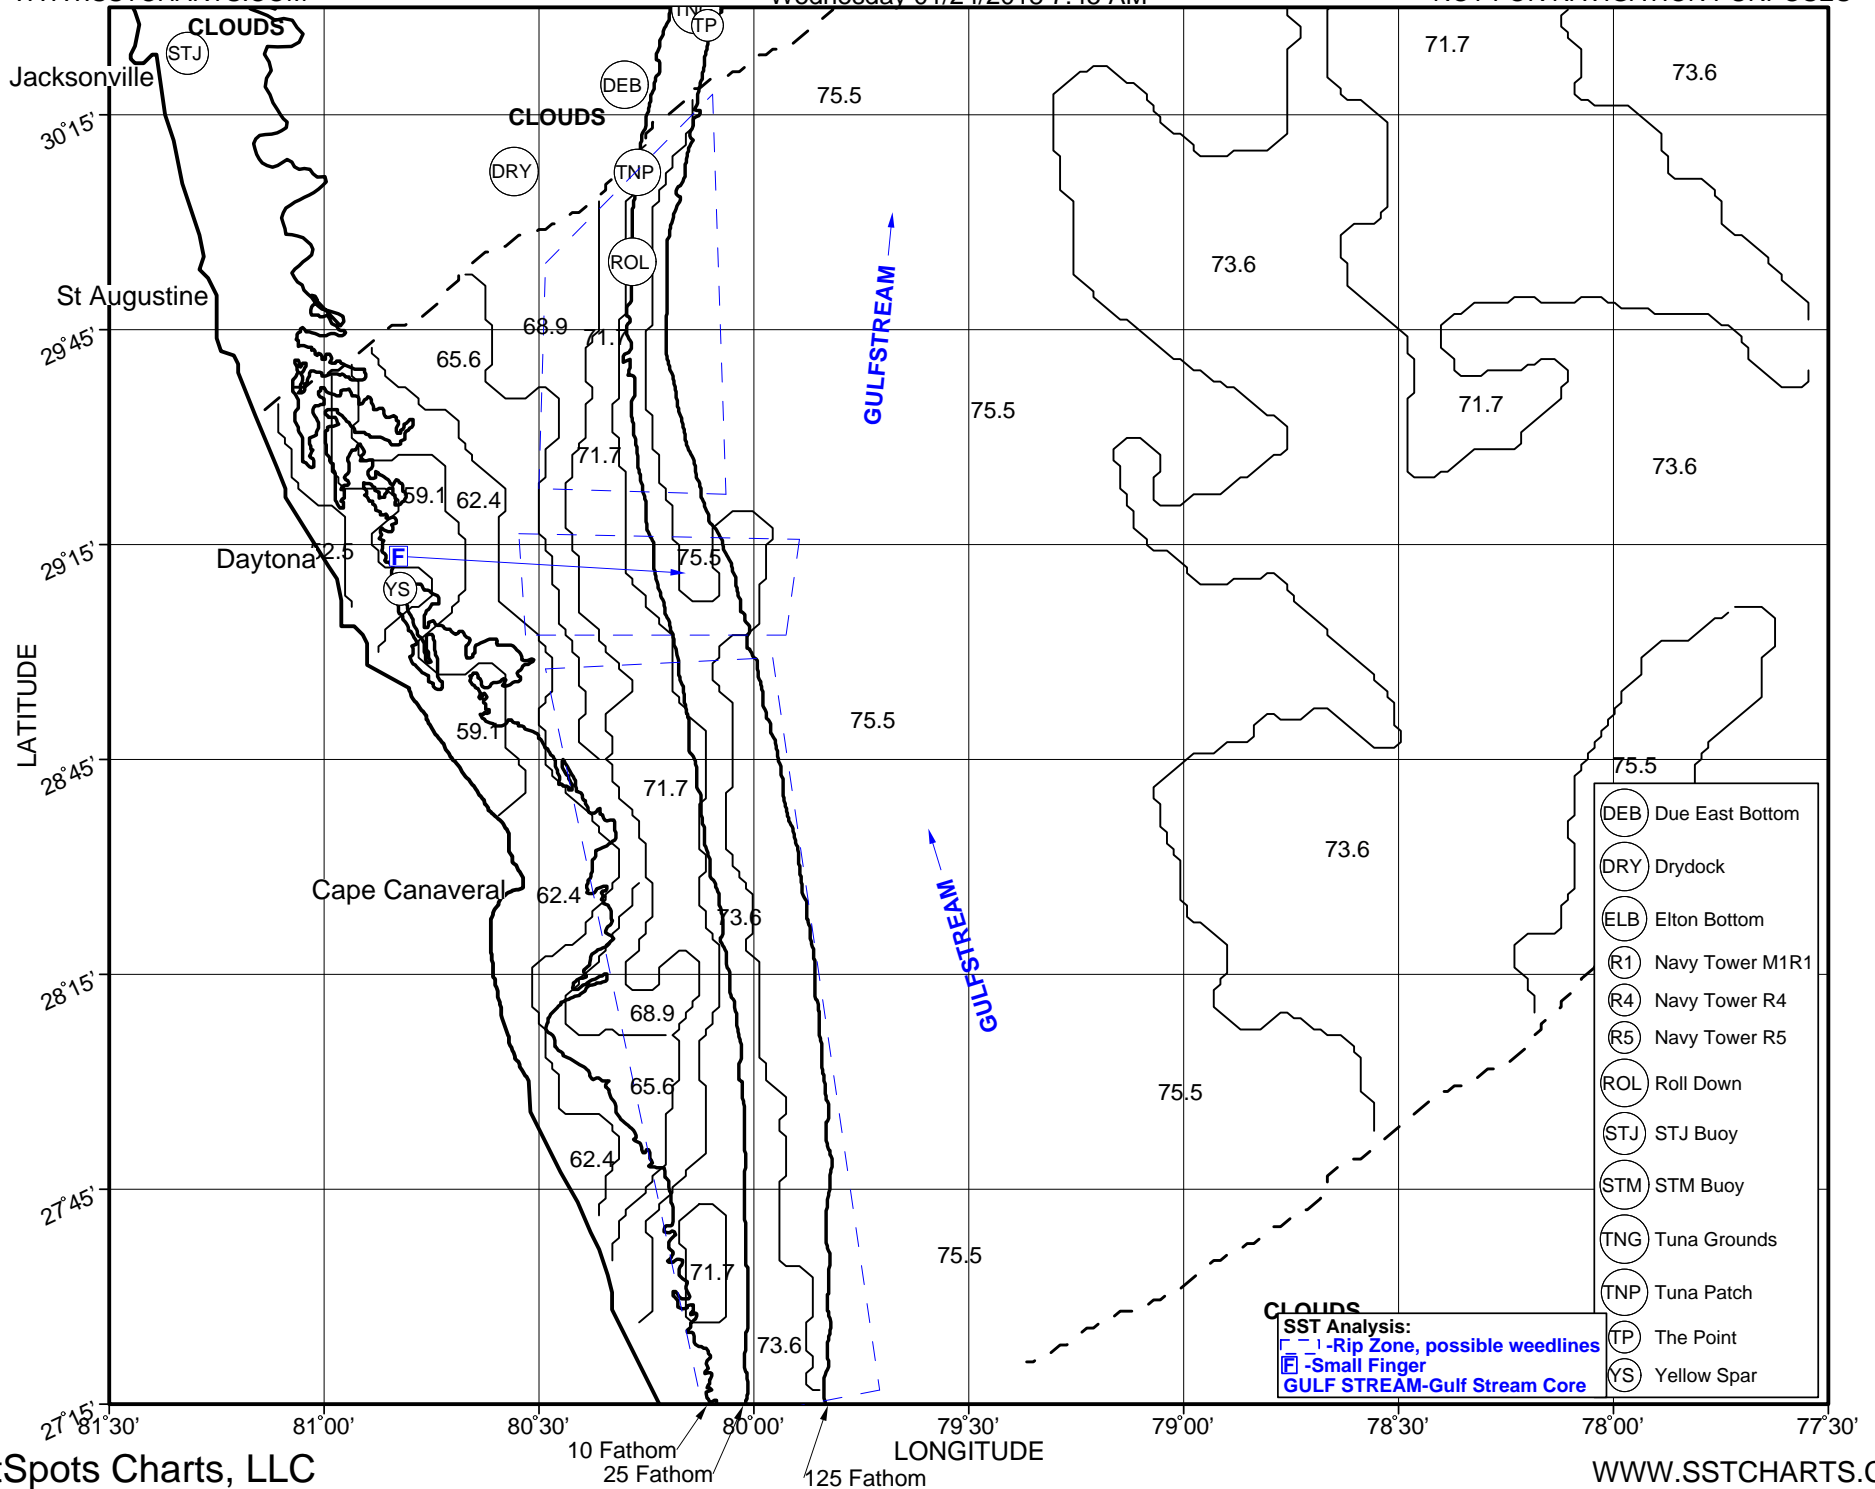 CLOUDS
STJ
Jacksonville
TP
DEB
CLOUDS
75.5
71.7
73.6
30°15'
DRY
TNP
ROL
73.6
St Augustine
GULFSTREAM
68.9
71.7
65.6
29°45'
75.5
71.7
71.7
73.6
59.1
62.4
29°15'
Daytona
F
75.5
YS
LATITUDE
59.1
75.5
28°45'
71.7
75.5
73.6
Cape Canaveral
62.4
73.6
GULFSTREAM
28°15'
68.9
65.6
75.5
62.4
27°45'
75.5
71.7
73.6
CLOUDS
27°15'
DEB Due East Bottom
DRY Drydock
ELB Elton Bottom
R1 Navy Tower M1R1
R4 Navy Tower R4
R5 Navy Tower R5
ROL Roll Down
STJ STJ Buoy
STM STM Buoy
TNG Tuna Grounds
TNP Tuna Patch
TP The Point
YS Yellow Spar
SST Analysis:
-Rip Zone, possible weedlines
F -Small Finger
GULF STREAM-Gulf Stream Core
81°30' 81°00' 80°30' 80°00' 79°30' 79°00' 78°30' 78°00' 77°30'
LONGITUDE
10 Fathom
25 Fathom
125 Fathom
Spots Charts, LLC
WWW.SSTCHARTS.C